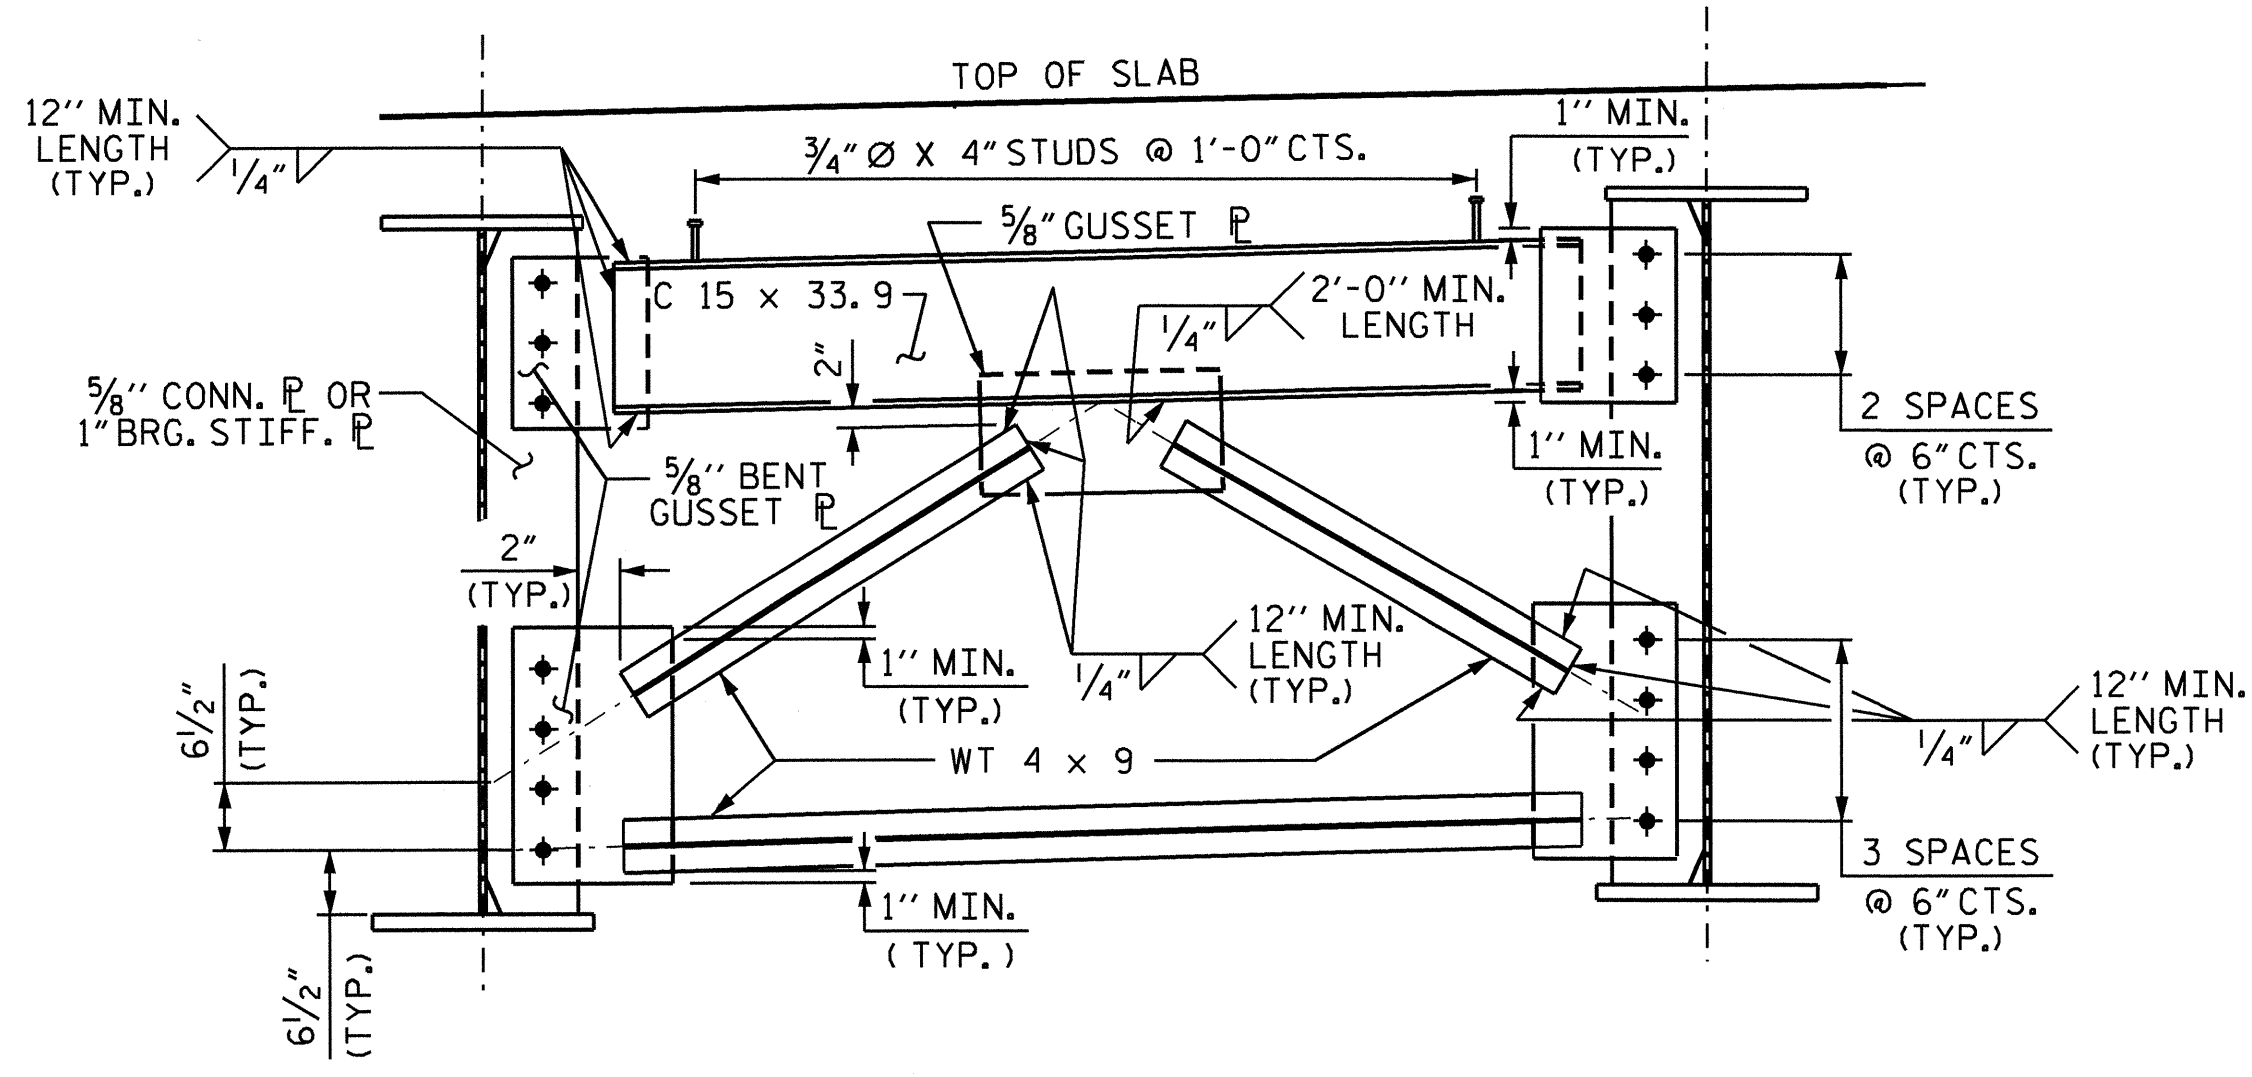 TOP OF SLAB
12" MIN.
LENGTH
(TYP.)
1/4"
3/4" Ø X 4" STUDS @ 1'-0" CTS.
1" MIN.
(TYP.)
5/8" GUSSET ℄
C 15 x 33.9
2'-0" MIN.
LENGTH
1/4"
2"
5/8" CONN. PL OR
1" BRG. STIFF. PL
5/8" BENT
GUSSET PL
1" MIN.
(TYP.)
2 SPACES
@ 6" CTS.
(TYP.)
2"
(TYP.)
12" MIN.
LENGTH
(TYP.)
1/4"
1" MIN.
(TYP.)
6 1/2"
(TYP.)
12" MIN.
LENGTH
(TYP.)
1/4"
WT 4 x 9
3 SPACES
@ 6" CTS.
(TYP.)
1" MIN.
(TYP.)
6 1/2"
(TYP.)